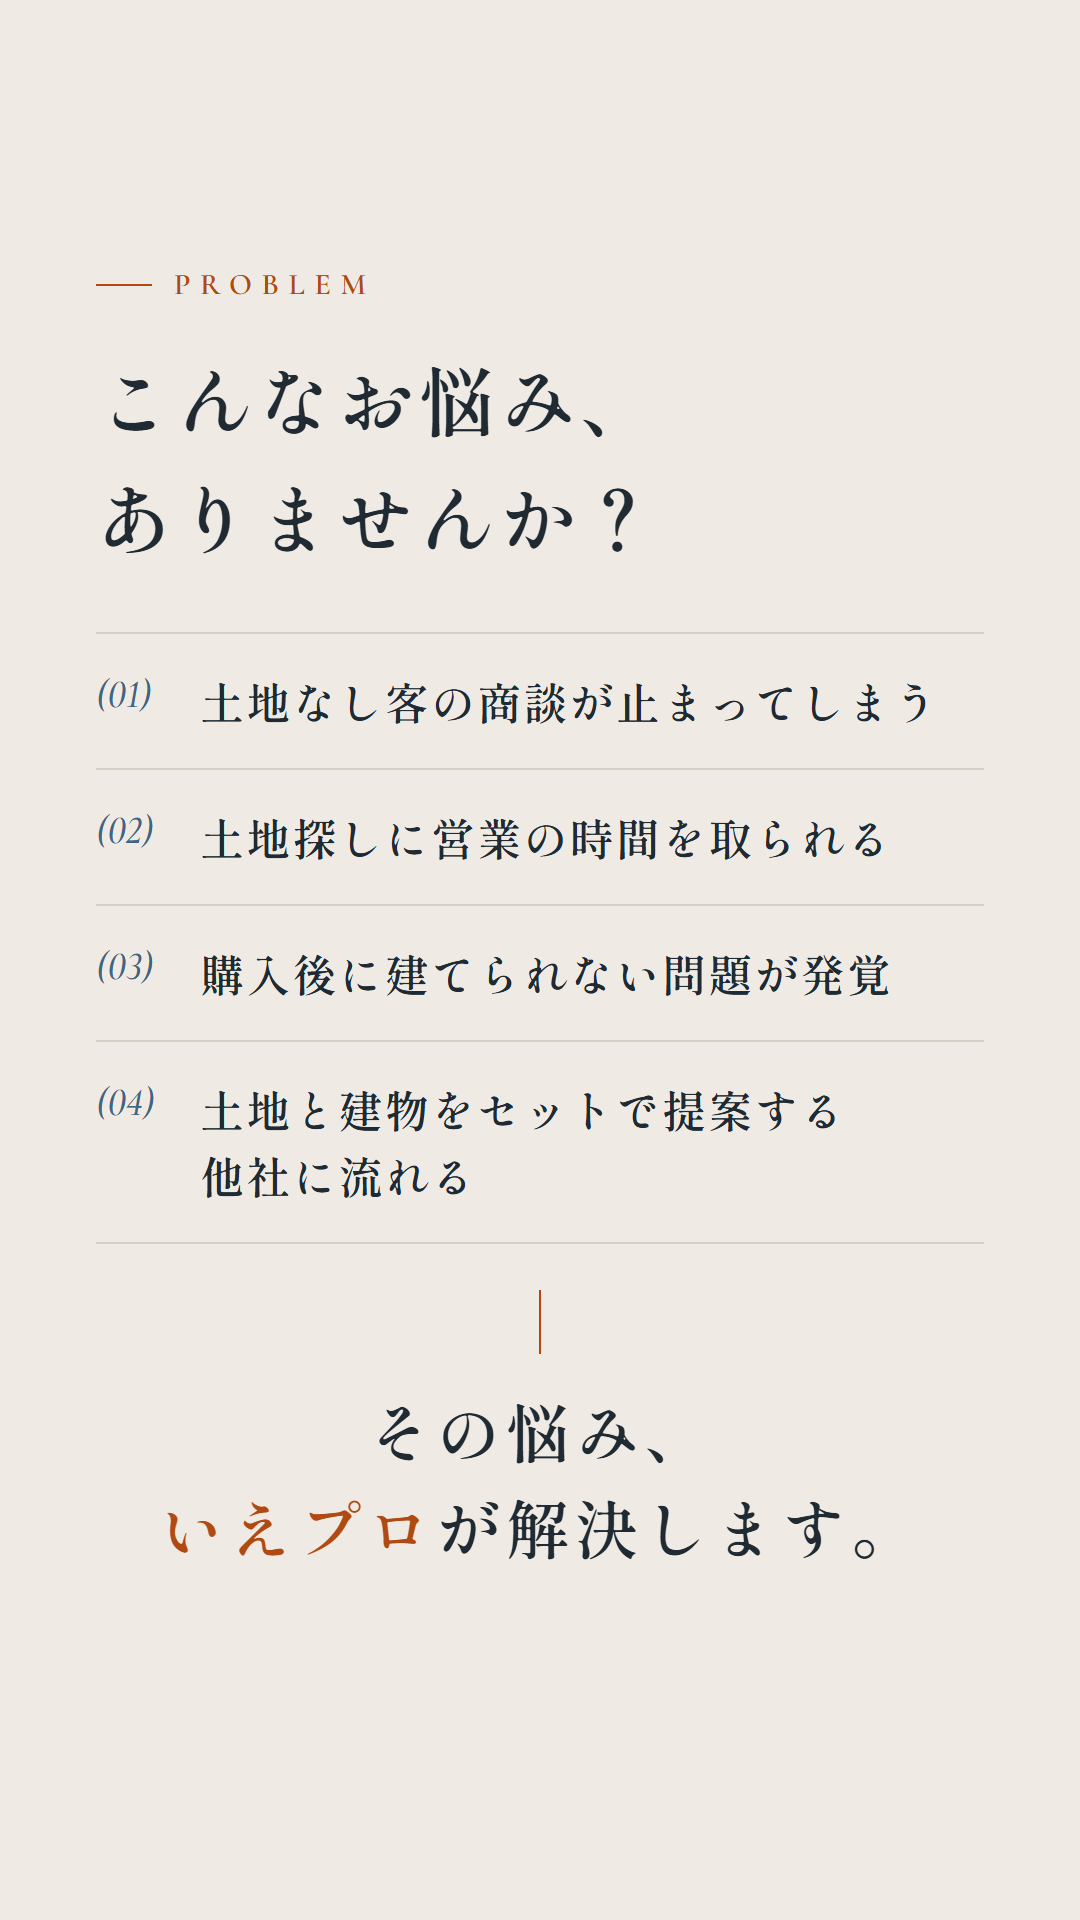 PROBLEM
こんなお悩み、
ありませんか？
(01) 土地なし客の商談が止まってしまう
(02) 土地探しに営業の時間を取られる
(03) 購入後に建てられない問題が発覚
(04) 土地と建物をセットで提案する
他社に流れる
その悩み、
いえプロが解決します。